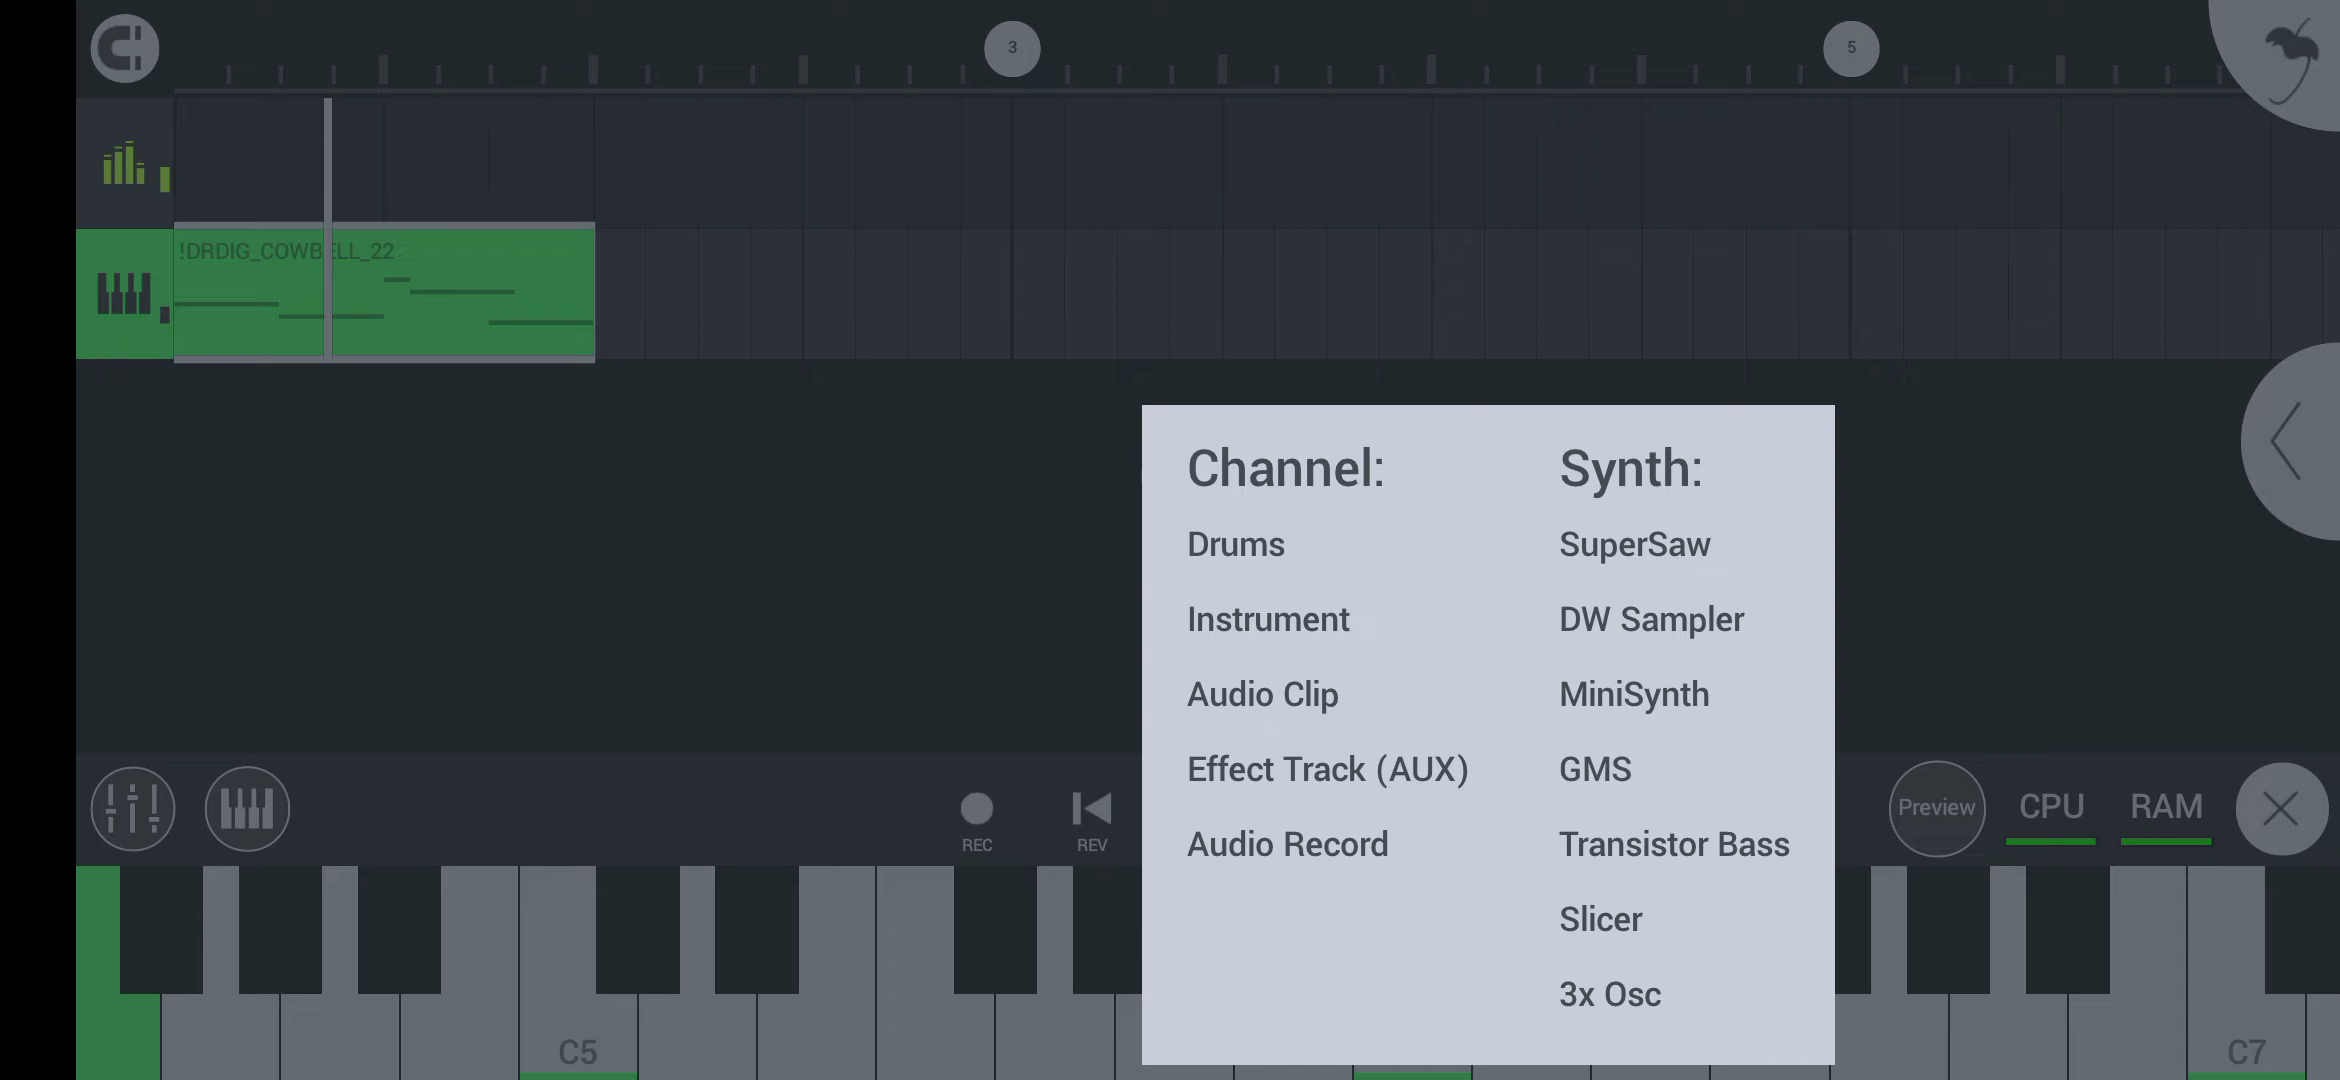 3
5
!DRDIG_COWBELL_22
Channel:
Synth:
Drums
SuperSaw
Instrument
DW Sampler
Audio Clip
MiniSynth
Effect Track (AUX)
GMS
Audio Record
Transistor Bass
Slicer
3x Osc
REC
REV
Preview
CPU
RAM
C5
C7